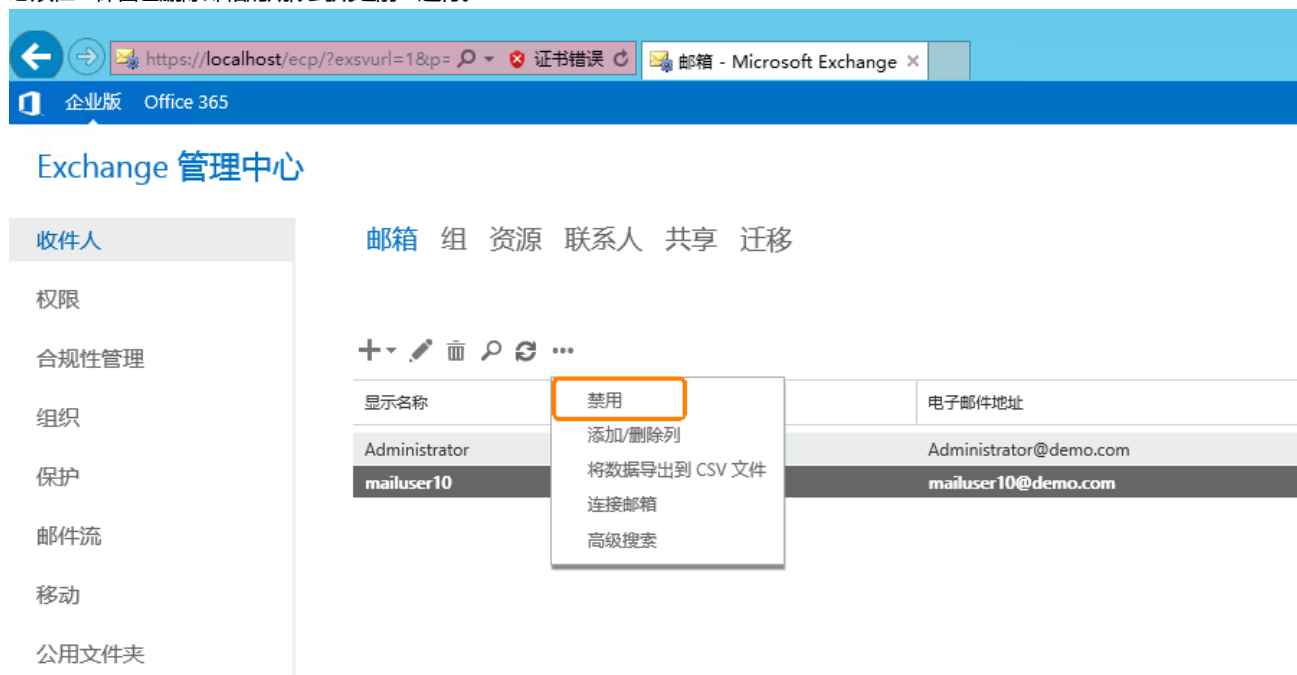 https://localhost/ecp/?exsvurl=1&p= 证书错误 邮箱 - Microsoft Exchange
企业版 Office 365
Exchange 管理中心
收件人
邮箱 组 资源 联系人 共享 迁移
权限
合规性管理
组织
保护
邮件流
移动
公用文件夹
显示名称 电子邮件地址
Administrator Administrator@demo.com
mailuser10 mailuser10@demo.com
禁用
添加/删除列
将数据导出到 CSV 文件
连接邮箱
高级搜索